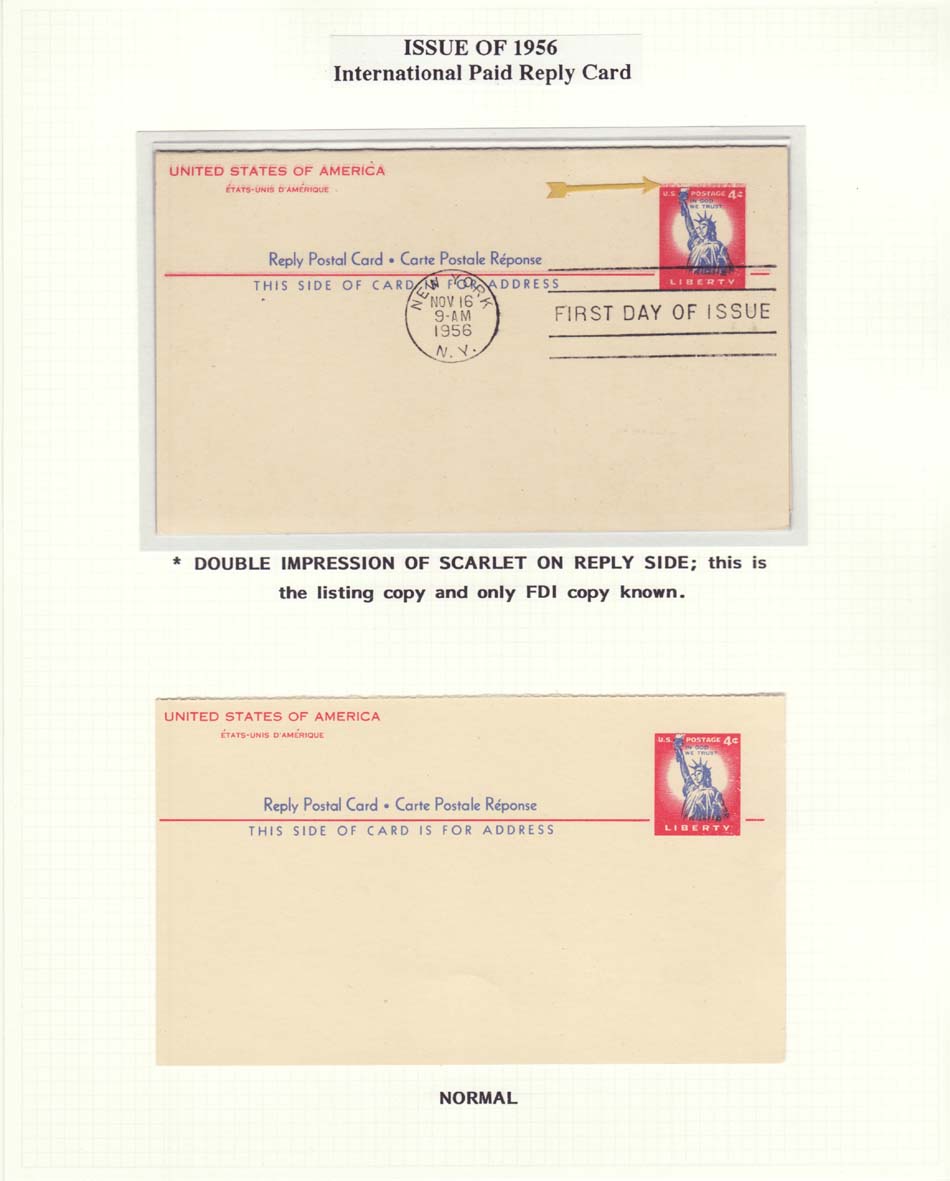 ISSUE OF 1956
International Paid Reply Card
UNITED STATES OF AMERICA
ÉTATS-UNIS D'AMÉRIQUE
U.S. POSTAGE 4¢
IN GOD
WE TRUST
LIBERTY
Reply Postal Card • Carte Postale Réponse
THIS SIDE OF CARD IS FOR ADDRESS
NEW YORK
NOV 16
9-AM
1956
N. Y.
FIRST DAY OF ISSUE
* DOUBLE IMPRESSION OF SCARLET ON REPLY SIDE; this is
the listing copy and only FDI copy known.
UNITED STATES OF AMERICA
ÉTATS-UNIS D'AMÉRIQUE
U.S. POSTAGE 4¢
IN GOD
WE TRUST
LIBERTY
Reply Postal Card • Carte Postale Réponse
THIS SIDE OF CARD IS FOR ADDRESS
NORMAL